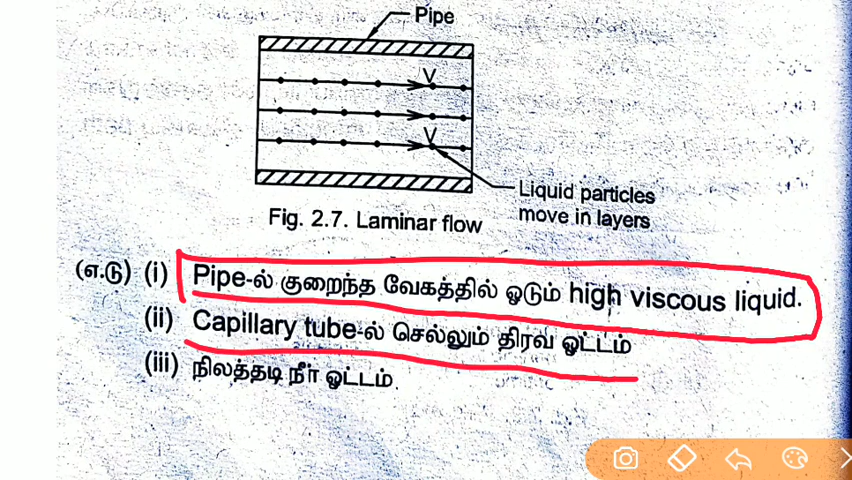 Pipe
V
V
Liquid particles
move in layers
Fig. 2.7. Laminar flow
(எ.டு) (i) Pipe-ல் குறைந்த வேகத்தில் ஓடும் high viscous liquid.
(ii) Capillary tube-ல் செல்லும் திரவ ஓட்டம்
(iii) நிலத்தடி நீர் ஓட்டம்.